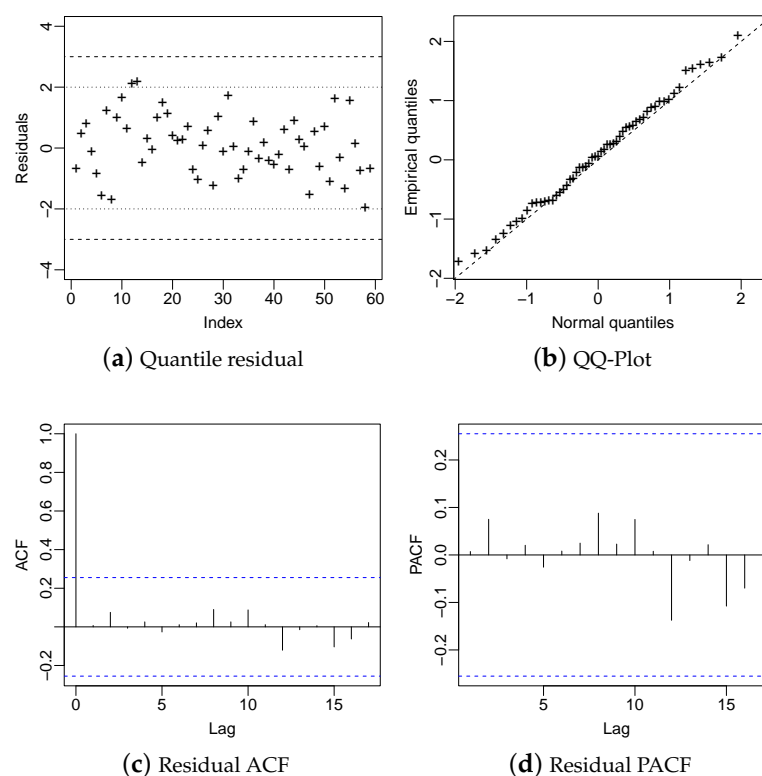 4
2
0
−2
−4
Residuals
0 10 20 30 40 50 60
Index
(a) Quantile residual
2
1
0
−1
−2
Empirical quantiles
−2 −1 0 1 2
Normal quantiles
(b) QQ-Plot
1.0
0.8
0.6
0.4
0.2
−0.2
ACF
0 5 10 15
Lag
(c) Residual ACF
0.2
0.1
0.0
−0.1
−0.2
PACF
5 10 15
Lag
(d) Residual PACF